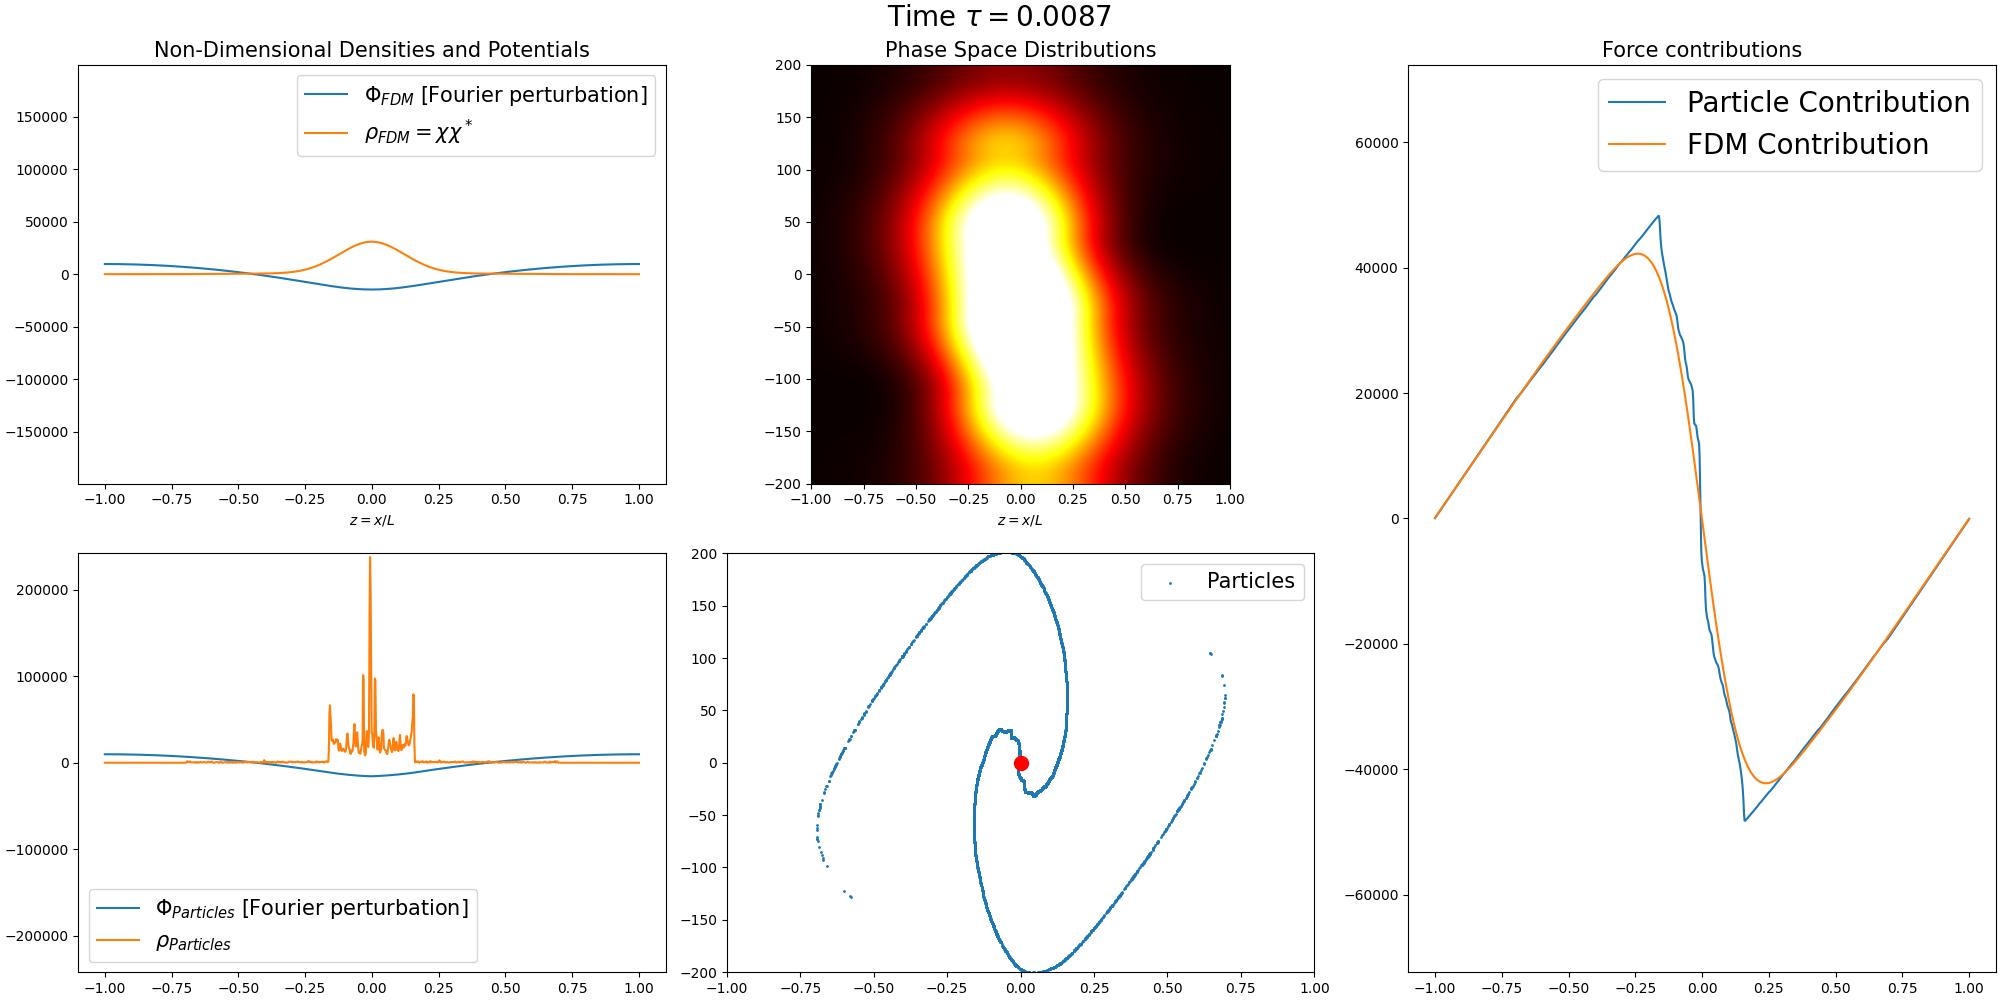 Time τ = 0.0087
Non-Dimensional Densities and Potentials
Φ_FDM [Fourier perturbation]
ρ_FDM = χχ*
150000
100000
50000
0
−50000
−100000
−150000
−1.00 −0.75 −0.50 −0.25 0.00 0.25 0.50 0.75 1.00
z = x/L
Phase Space Distributions
200
150
100
50
0
−50
−100
−150
−200
−1.00 −0.75 −0.50 −0.25 0.00 0.25 0.50 0.75 1.00
z = x/L
Force contributions
Particle Contribution
FDM Contribution
60000
40000
20000
0
−20000
−40000
−60000
−1.00 −0.75 −0.50 −0.25 0.00 0.25 0.50 0.75 1.00
200000
100000
0
−100000
−200000
Φ_Particles [Fourier perturbation]
ρ_Particles
−1.00 −0.75 −0.50 −0.25 0.00 0.25 0.50 0.75 1.00
Particles
200
150
100
50
0
−50
−100
−150
−200
−1.00 −0.75 −0.50 −0.25 0.00 0.25 0.50 0.75 1.00